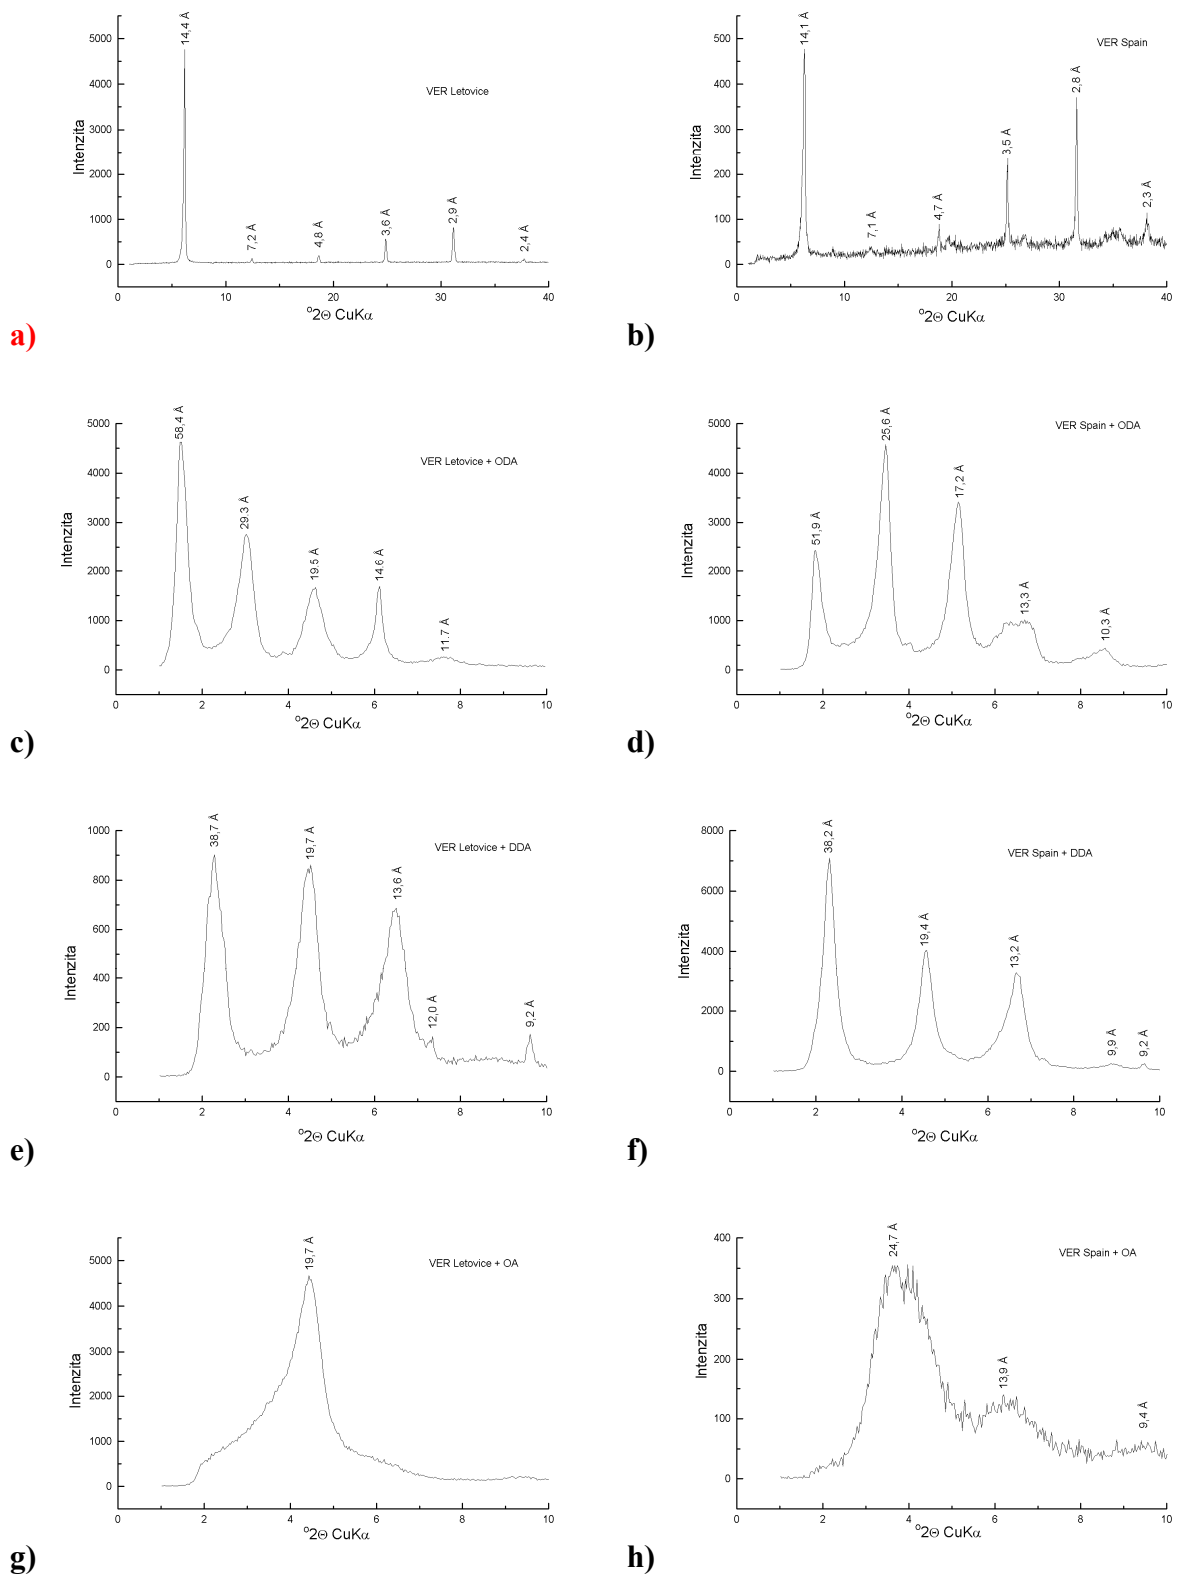 14,4 Å
5000
4000
3000
2000
1000
0
Intenzita
VER Letovice
7,2 Å
4,8 Å
3,6 Å
2,9 Å
2,4 Å
0 10 20 30 40
°2Θ CuKα
a)
14,1 Å
500
400
300
200
100
0
Intenzita
VER Spain
7,1 Å
4,7 Å
3,5 Å
2,8 Å
2,3 Å
0 10 20 30 40
°2Θ CuKα
b)
58,4 Å
5000
4000
3000
2000
1000
0
Intenzita
VER Letovice + ODA
29.3 Å
19.5 Å
14.6 Å
11.7 Å
0 2 4 6 8 10
°2Θ CuKα
c)
25,6 Å
5000
4000
3000
2000
1000
0
Intenzita
VER Spain + ODA
51,9 Å
17,2 Å
13,3 Å
10,3 Å
0 2 4 6 8 10
°2Θ CuKα
d)
38,7 Å
1000
800
600
400
200
0
Intenzita
VER Letovice + DDA
19,7 Å
13,6 Å
12,0 Å
9,2 Å
0 2 4 6 8 10
°2Θ CuKα
e)
38,2 Å
8000
6000
4000
2000
0
Intenzita
VER Spain + DDA
19,4 Å
13,2 Å
9,9 Å
9,2 Å
0 2 4 6 8 10
°2Θ CuKα
f)
19,7 Å
5000
4000
3000
2000
1000
0
Intenzita
VER Letovice + OA
0 2 4 6 8 10
°2Θ CuKα
g)
24,7 Å
400
300
200
100
0
Intenzita
VER Spain + OA
13,9 Å
9,4 Å
0 2 4 6 8 10
°2Θ CuKα
h)